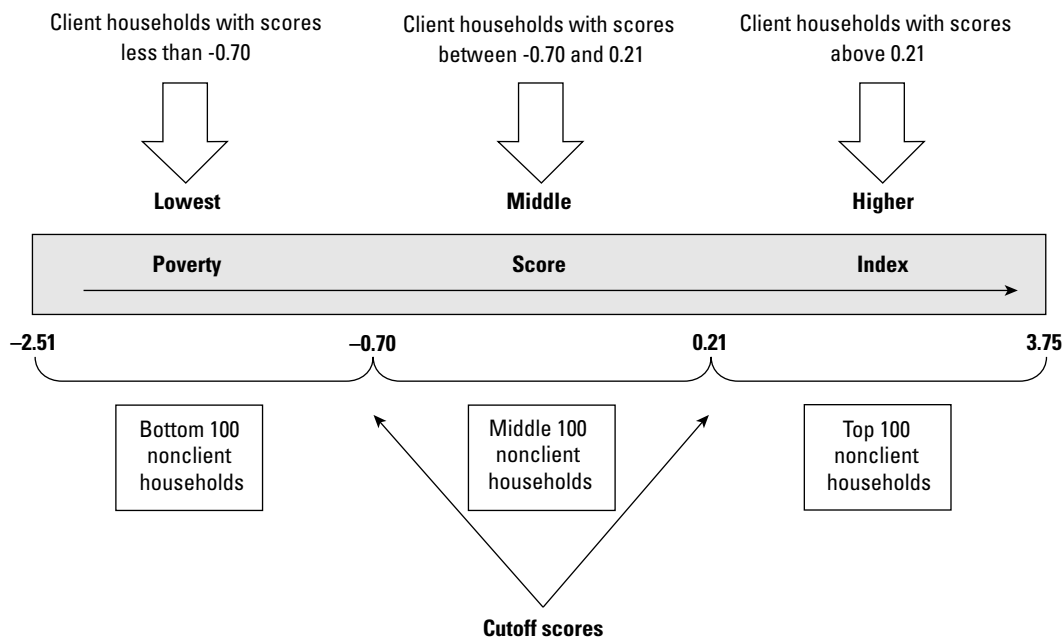 Client households with scores
less than -0.70
Client households with scores
between -0.70 and 0.21
Client households with scores
above 0.21
Lowest
Middle
Higher
Poverty
Score
Index
–2.51
–0.70
0.21
3.75
Bottom 100
nonclient
households
Middle 100
nonclient
households
Top 100
nonclient
households
Cutoff scores